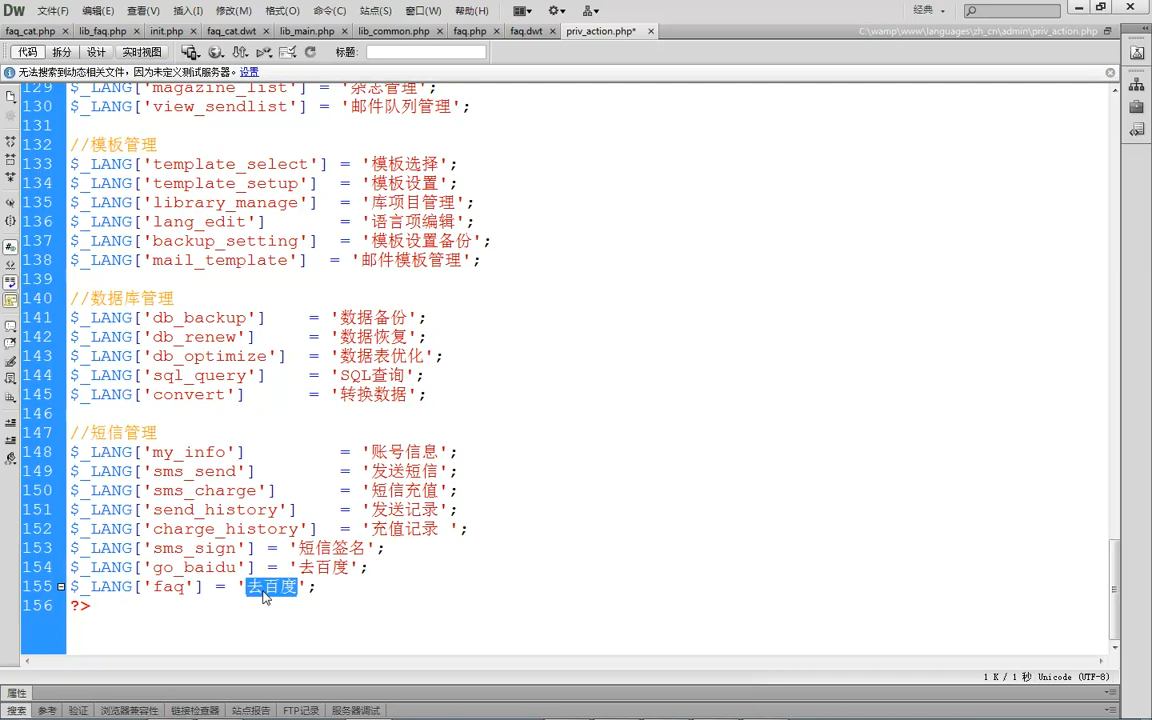 Dw 文件(F) 编辑(E) 查看(V) 插入(I) 修改(M) 格式(O) 命令(C) 站点(S) 窗口(W) 帮助(H) 经典
faq_cat.php × lib_faq.php × init.php × faq_cat.dwt × lib_main.php × lib_common.php × faq.php × faq.dwt × priv_action.php* × C:\wamp\www\languages\zh_cn\admin\priv_action.php
代码 拆分 设计 实时视图 标题:
无法搜索到动态相关文件，因为未定义测试服务器。设置
129 $_LANG['magazine_list'] = '杂志管理';
130 $_LANG['view_sendlist'] = '邮件队列管理';
131
132 //模板管理
133 $_LANG['template_select'] = '模板选择';
134 $_LANG['template_setup'] = '模板设置';
135 $_LANG['library_manage'] = '库项目管理';
136 $_LANG['lang_edit'] = '语言项编辑';
137 $_LANG['backup_setting'] = '模板设置备份';
138 $_LANG['mail_template'] = '邮件模板管理';
139
140 //数据库管理
141 $_LANG['db_backup'] = '数据备份';
142 $_LANG['db_renew'] = '数据恢复';
143 $_LANG['db_optimize'] = '数据表优化';
144 $_LANG['sql_query'] = 'SQL查询';
145 $_LANG['convert'] = '转换数据';
146
147 //短信管理
148 $_LANG['my_info'] = '账号信息';
149 $_LANG['sms_send'] = '发送短信';
150 $_LANG['sms_charge'] = '短信充值';
151 $_LANG['send_history'] = '发送记录';
152 $_LANG['charge_history'] = '充值记录 ';
153 $_LANG['sms_sign'] = '短信签名';
154 $_LANG['go_baidu'] = '去百度';
155 $_LANG['faq'] = '去百度';
156 ?>
1 K / 1 秒 Unicode (UTF-8)
属性
搜索 参考 验证 浏览器兼容性 链接检查器 站点报告 FTP记录 服务器调试